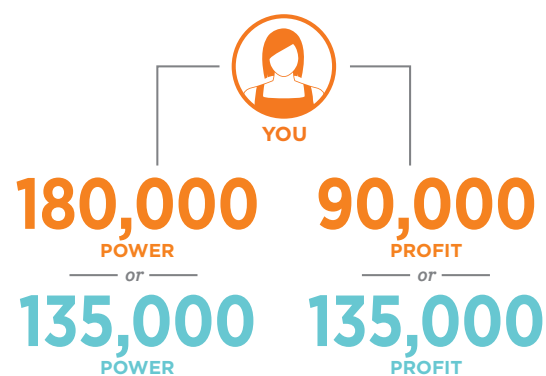 YOU
180,000 90,000
POWER PROFIT
or or
135,000 135,000
POWER PROFIT